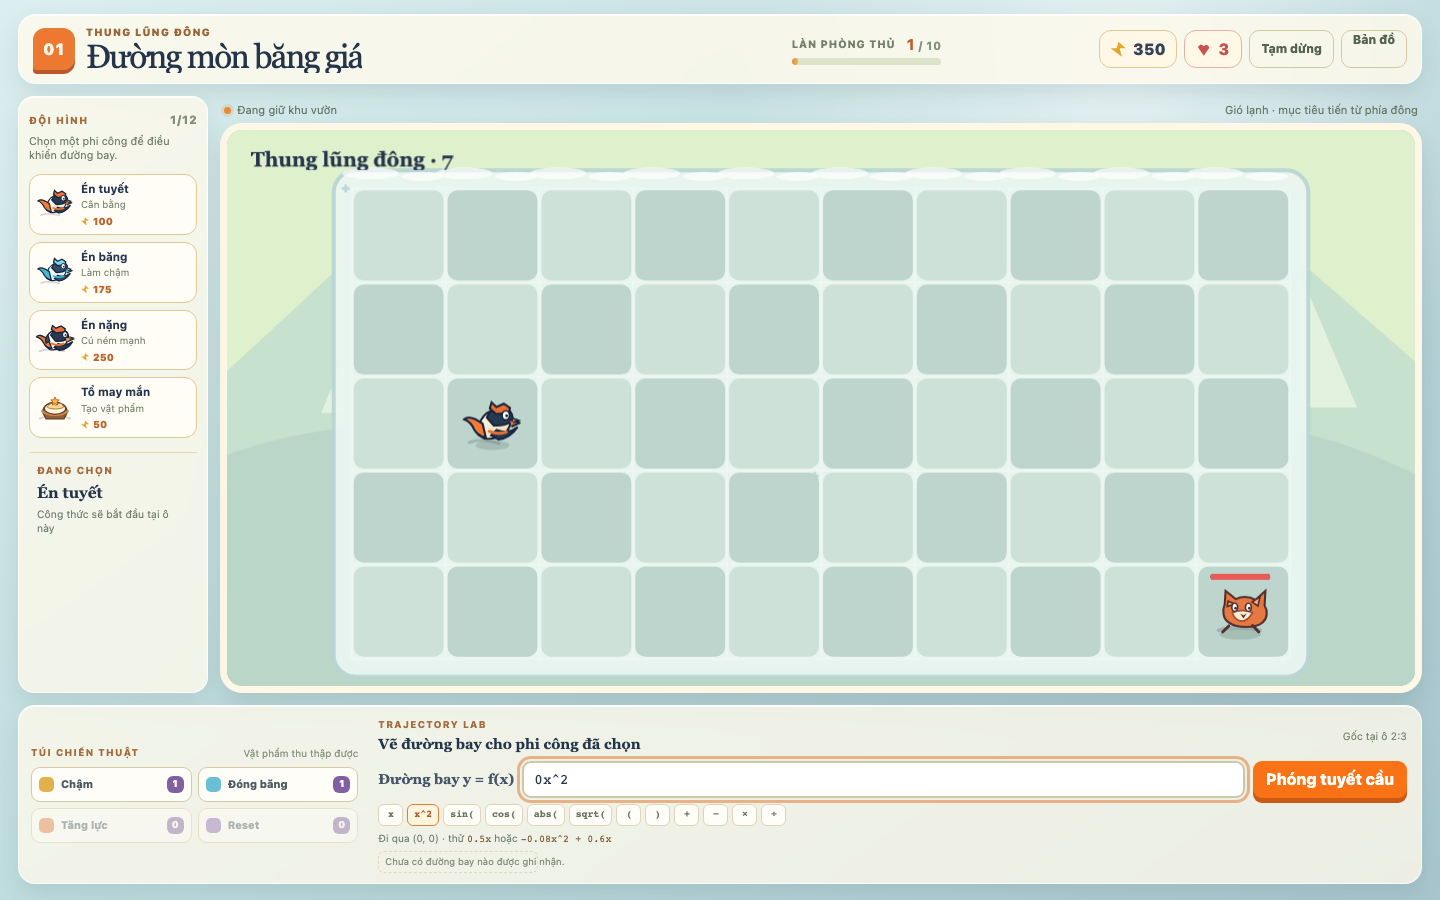 01
THUNG LŨNG ĐÔNG
Đường mòn băng giá
LÀN PHÒNG THỦ 1 / 10
350
3
Tạm dừng
Bản đồ
ĐỘI HÌNH 1/12
Chọn một phi công để điều
khiển đường bay.
Én tuyết
Cân bằng
100
Én băng
Làm chậm
175
Én nặng
Cú ném mạnh
250
Tổ may mắn
Tạo vật phẩm
50
ĐANG CHỌN
Én tuyết
Công thức sẽ bắt đầu tại ô
này
Đang giữ khu vườn
Gió lạnh · mục tiêu tiến từ phía đông
Thung lũng đông · 7
TÚI CHIẾN THUẬT
Vật phẩm thu thập được
Chậm 1
Đóng băng 1
Tăng lực 0
Reset 0
TRAJECTORY LAB
Vẽ đường bay cho phi công đã chọn
Gốc tại ô 2:3
Đường bay y = f(x) 0x^2
Phóng tuyết cầu
x x^2 sin( cos( abs( sqrt( ( ) + − × ÷
Đi qua (0, 0) · thử 0.5x hoặc −0.08x^2 + 0.6x
Chưa có đường bay nào được ghi nhận.